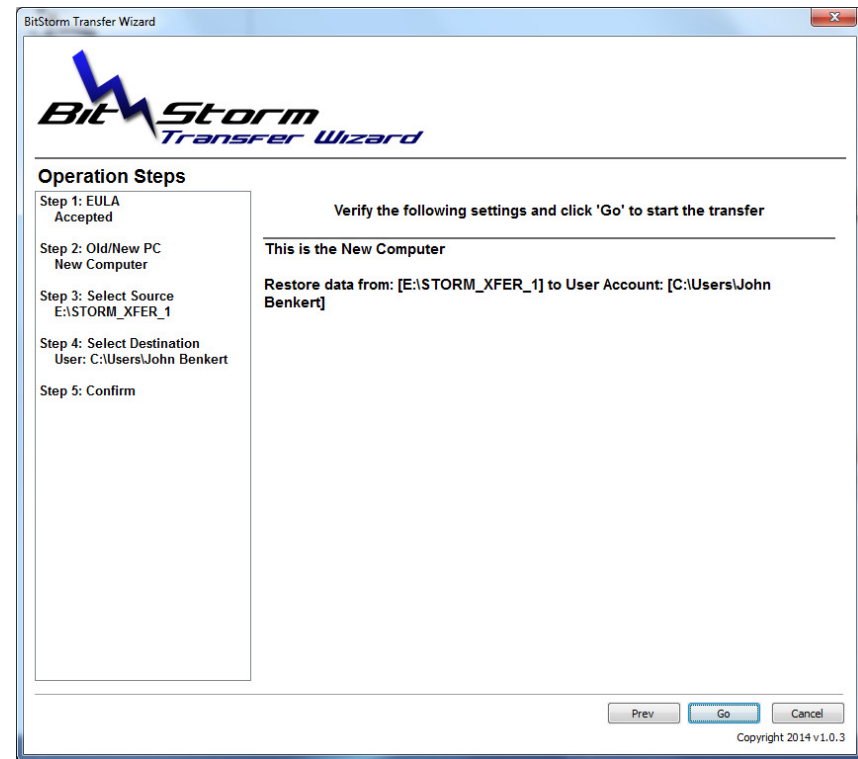 BitStorm Transfer Wizard
x
Bit Storm
Transfer Wizard
Operation Steps
Step 1: EULA
Accepted
Step 2: Old/New PC
New Computer
Step 3: Select Source
E:\STORM_XFER_1
Step 4: Select Destination
User: C:\Users\John Benkert
Step 5: Confirm
Verify the following settings and click 'Go' to start the transfer
This is the New Computer
Restore data from: [E:\STORM_XFER_1] to User Account: [C:\Users\John
Benkert]
Prev Go Cancel
Copyright 2014 v1.0.3